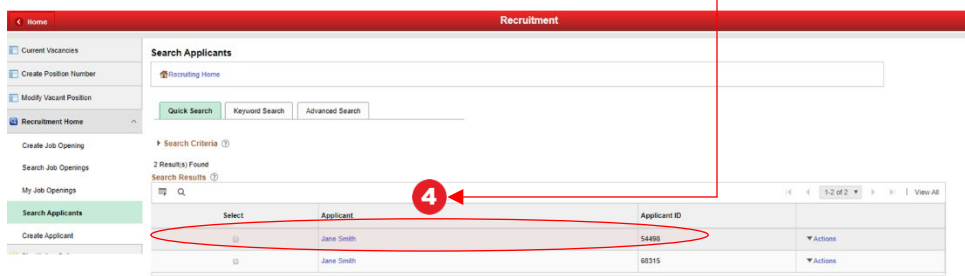 Home
Recruitment
Current Vacancies
Create Position Number
Modify Vacant Position
Recruitment Home
Create Job Opening
Search Job Openings
My Job Openings
Search Applicants
Create Applicant
Search Applicants
Recruiting Home
Quick Search Keyword Search Advanced Search
Search Criteria
2 Result(s) Found
Search Results
4
1-2 of 2 | View All
Select Applicant Applicant ID
Jane Smith 54498 Actions
Jane Smith 68315 Actions